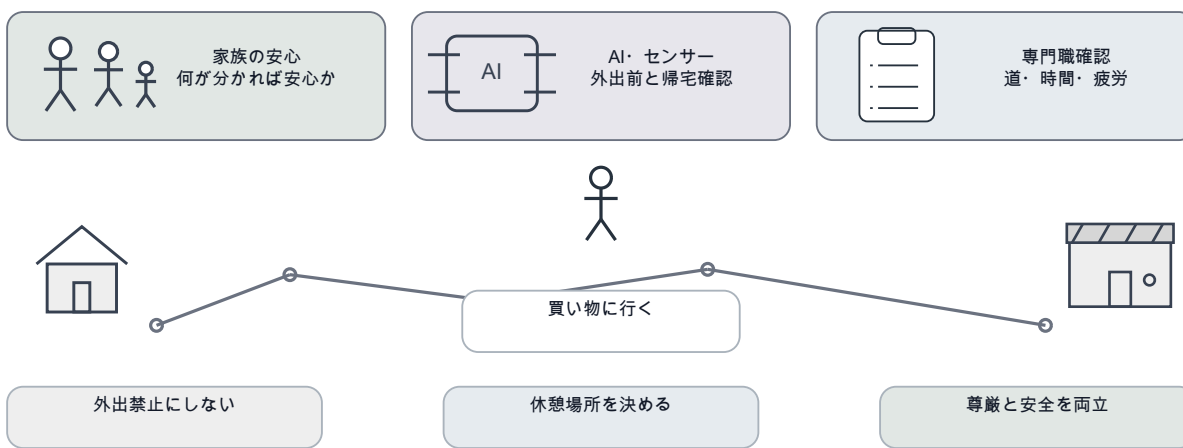 家族の安心
何が分かれば安心か
AI
AI・センサー
外出前と帰宅確認
専門職確認
道・時間・疲労
買い物に行く
外出禁止にしない
休憩場所を決める
尊厳と安全を両立